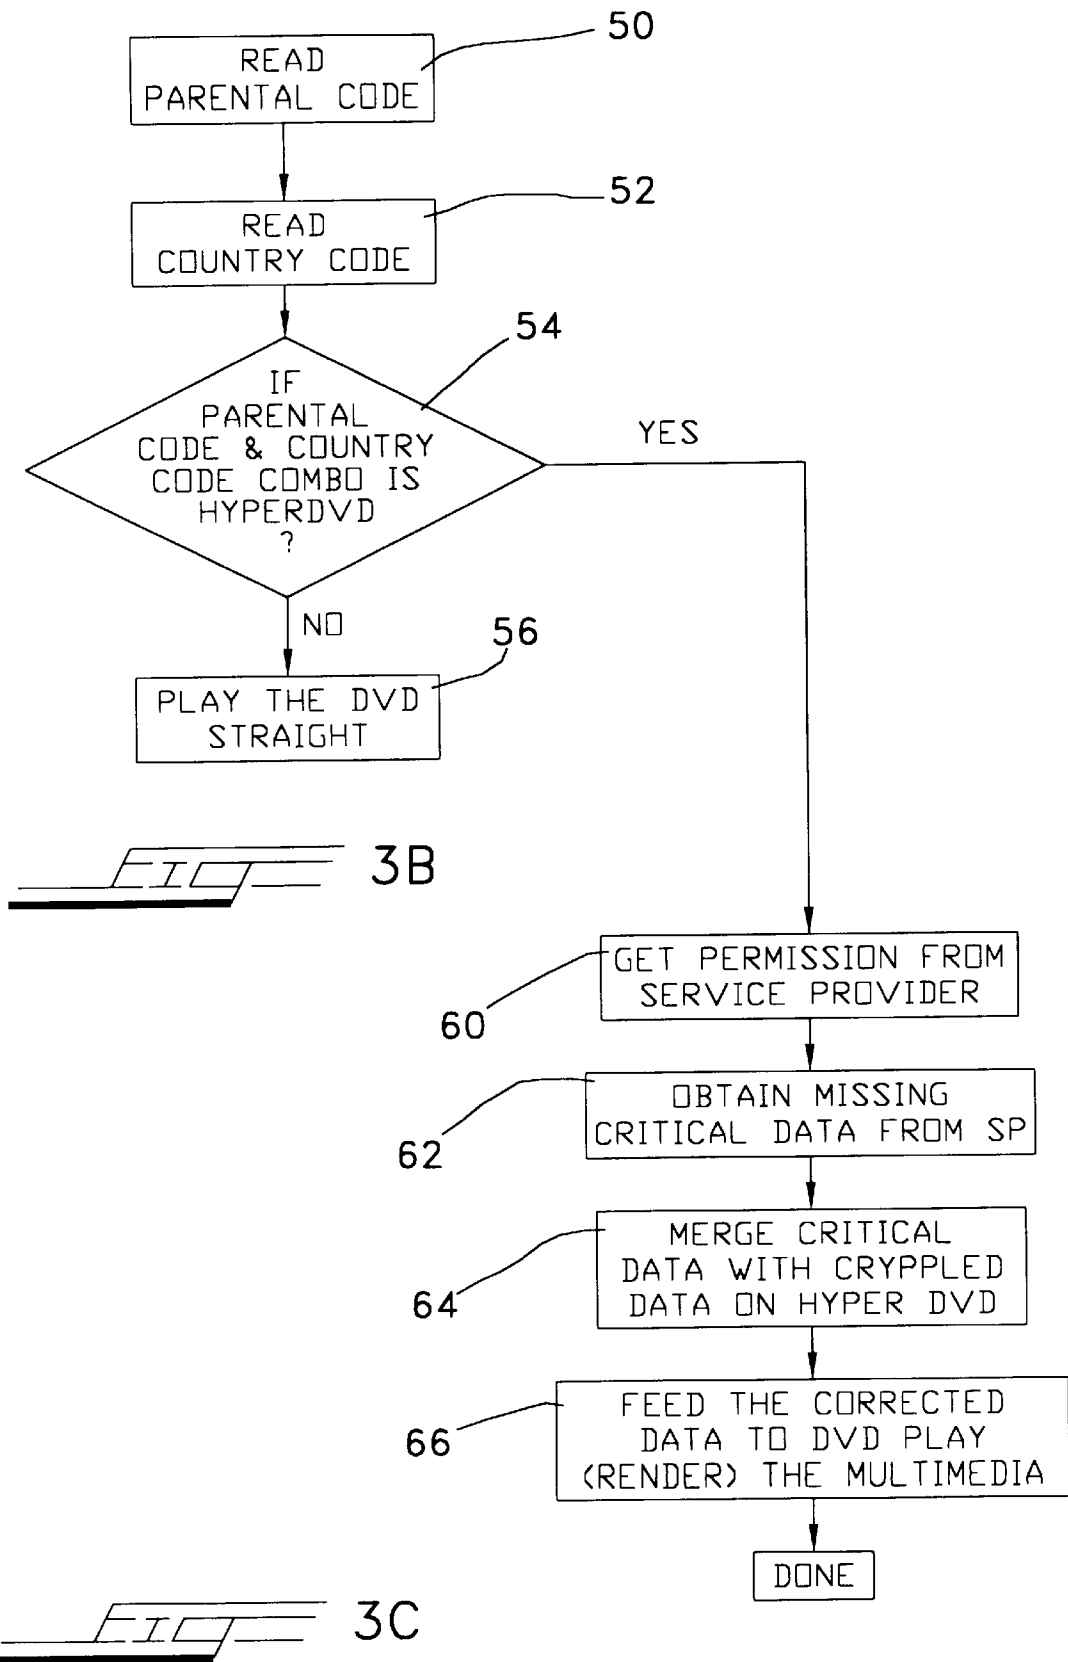 50
READ
PARENTAL CODE
52
READ
COUNTRY CODE
54
IF
PARENTAL
CODE & COUNTRY
CODE COMBO IS
HYPERDVD
?
YES
NO
56
PLAY THE DVD
STRAIGHT
FIG 3B
GET PERMISSION FROM
SERVICE PROVIDER
60
OBTAIN MISSING
CRITICAL DATA FROM SP
62
MERGE CRITICAL
DATA WITH CRYPPLED
DATA ON HYPER DVD
64
FEED THE CORRECTED
DATA TO DVD PLAY
(RENDER) THE MULTIMEDIA
66
DONE
FIG 3C